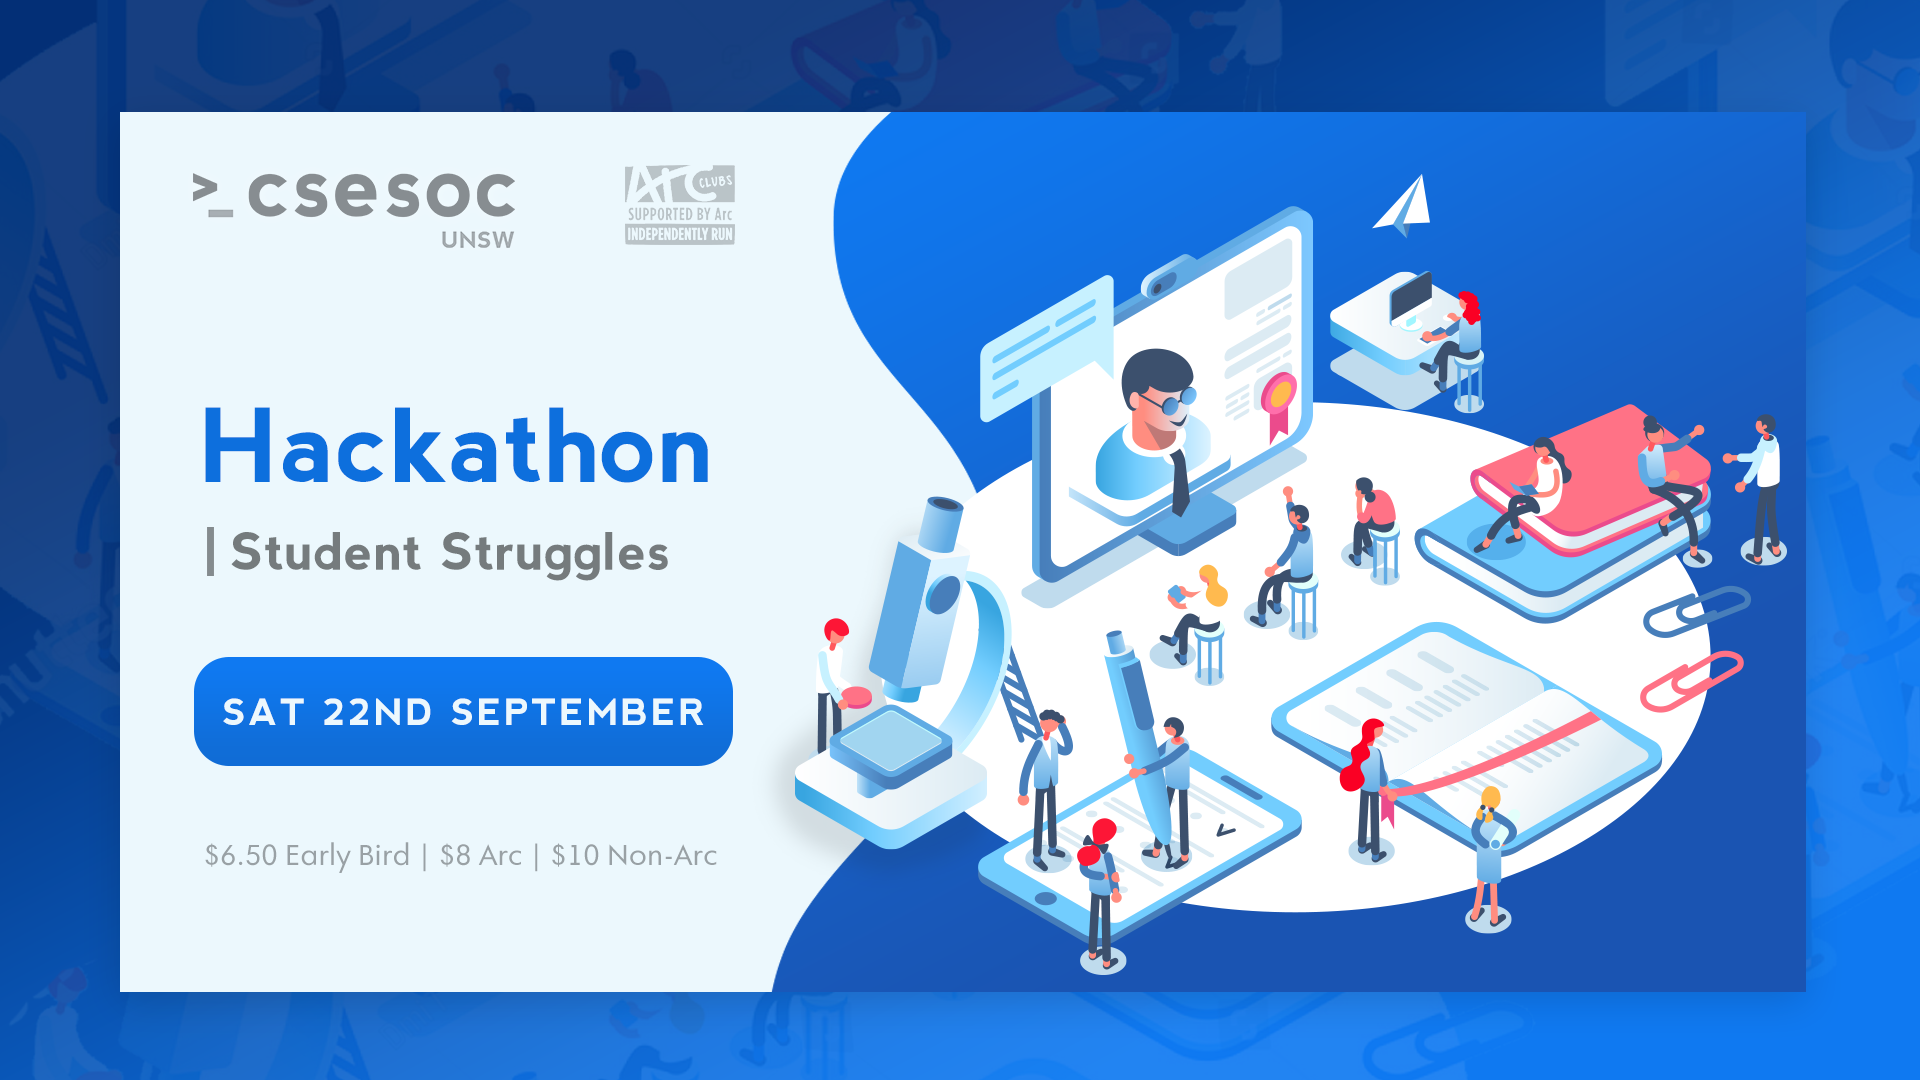 >_csesoc
UNSW
Arc CLUBS
SUPPORTED BY Arc
INDEPENDENTLY RUN
Hackathon
| Student Struggles
SAT 22ND SEPTEMBER
$6.50 Early Bird | $8 Arc | $10 Non-Arc